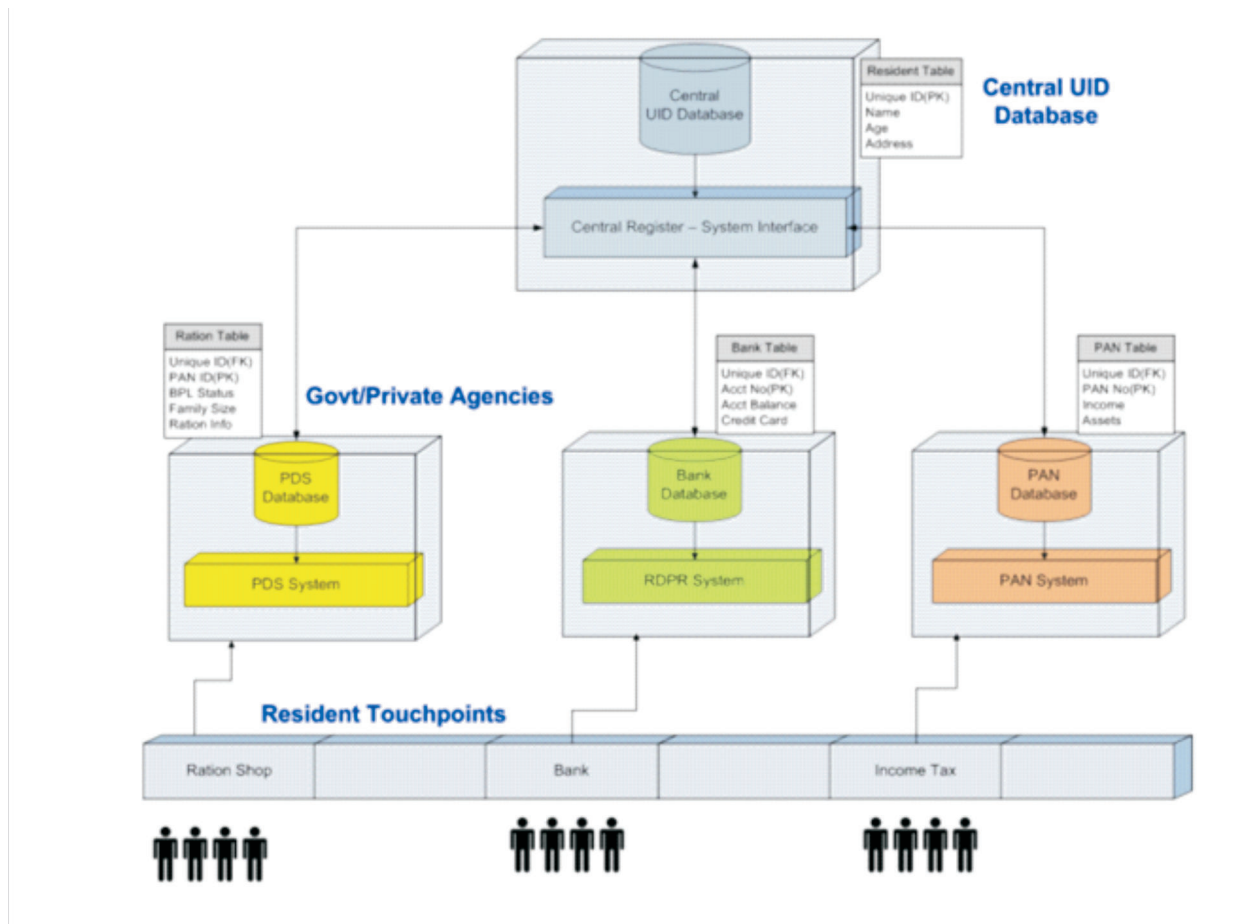 Central
UID Database
Resident Table
Unique ID(PK)
Name
Age
Address
Central UID
Database
Central Register – System Interface
Ration Table
Unique ID(FK)
PAN ID(PK)
BPL Status
Family Size
Ration Info
Govt/Private Agencies
Bank Table
Unique ID(FK)
Acct No(PK)
Acct Balance
Credit Card
PAN Table
Unique ID(FK)
PAN No(PK)
Income
Assets
PDS
Database
Bank
Database
PAN
Database
PDS System
RDPR System
PAN System
Resident Touchpoints
Ration Shop
Bank
Income Tax